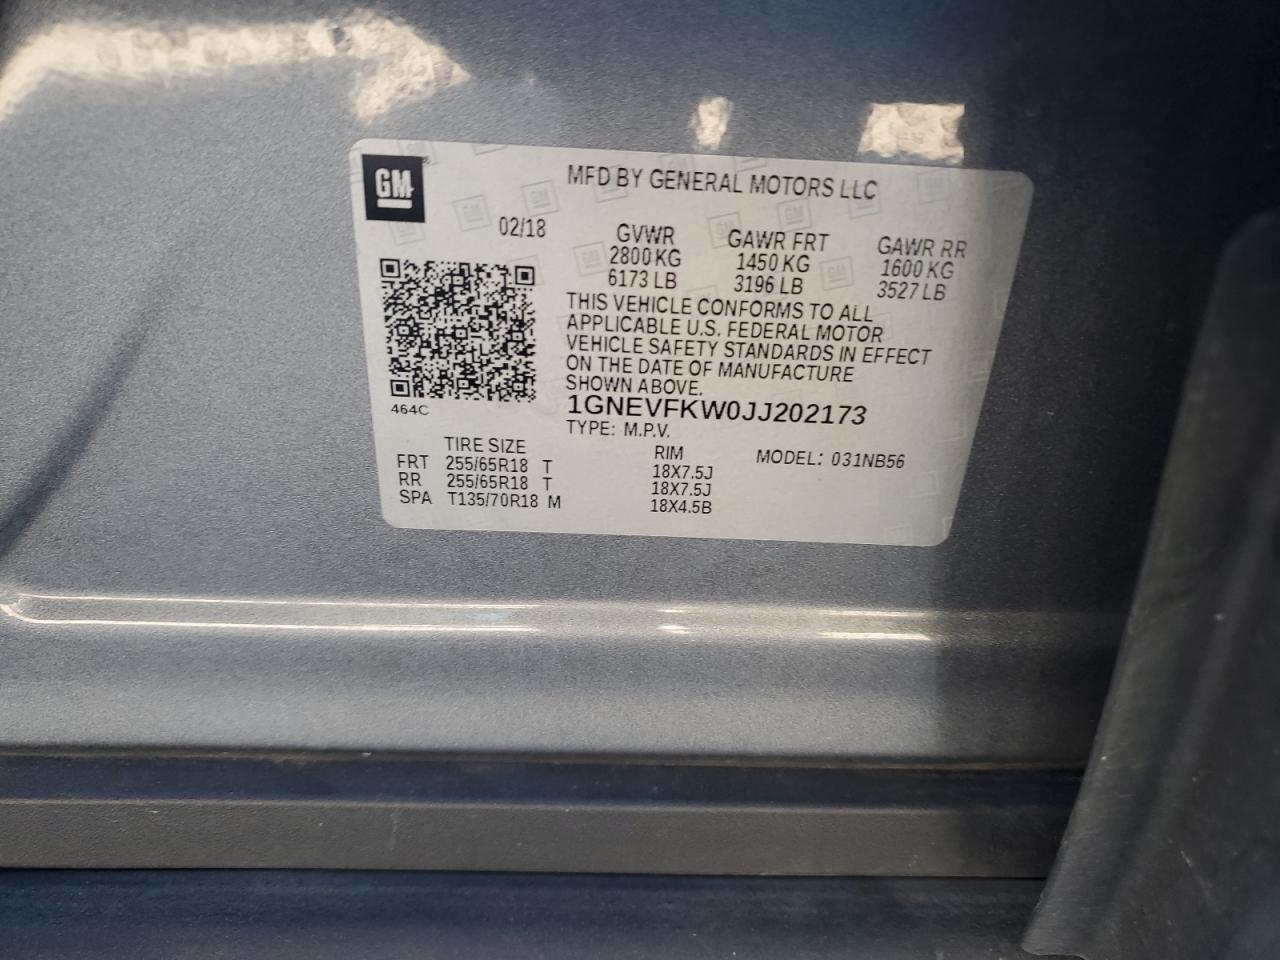 GM
MFD BY GENERAL MOTORS LLC
02/18
GVWR GAWR FRT GAWR RR
2800 KG 1450 KG 1600 KG
6173 LB 3196 LB 3527 LB
THIS VEHICLE CONFORMS TO ALL
APPLICABLE U.S. FEDERAL MOTOR
VEHICLE SAFETY STANDARDS IN EFFECT
ON THE DATE OF MANUFACTURE
SHOWN ABOVE.
464C
1GNEVFKW0JJ202173
TYPE: M.P.V.
TIRE SIZE RIM MODEL: 031NB56
FRT 255/65R18 T 18X7.5J
RR 255/65R18 T 18X7.5J
SPA T135/70R18 M 18X4.5B